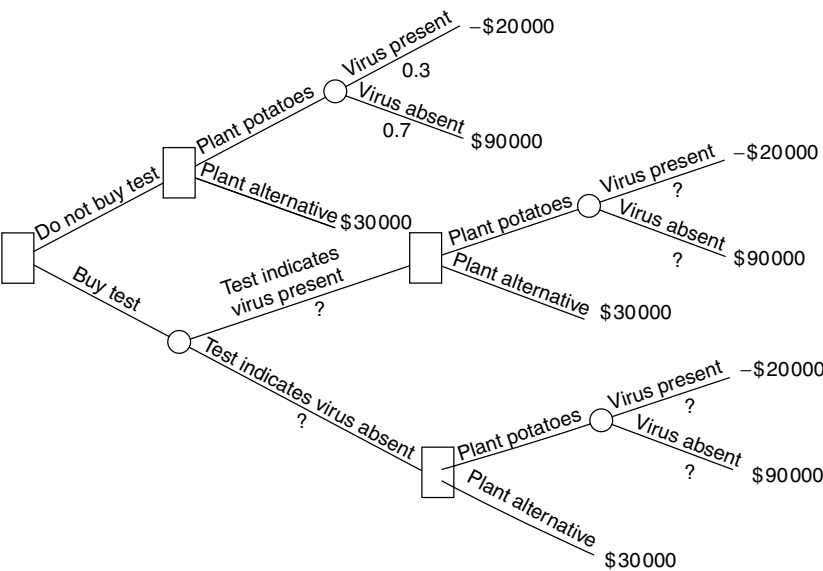 Virus present
–$20000
0.3
Plant potatoes
Virus absent
0.7
$90000
Do not buy test
Plant alternative
$30000
Buy test
Test indicates
virus present
?
Plant potatoes
Virus present
–$20000
?
Virus absent
?
$90000
Plant alternative
$30000
Test indicates virus absent
?
Plant potatoes
Virus present
–$20000
?
Virus absent
?
$90000
Plant alternative
$30000